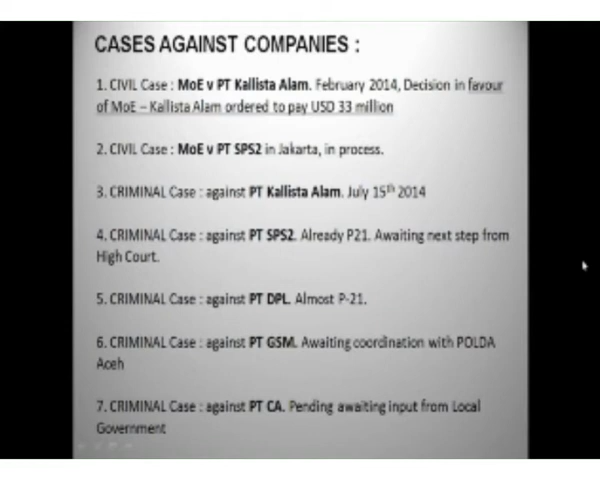 CASES AGAINST COMPANIES :
1. CIVIL Case : MoE v PT Kallista Alam. February 2014, Decision in favour
of MoE – Kallista Alam ordered to pay USD 33 million
2. CIVIL Case : MoE v PT SPS2 in Jakarta, in process.
3. CRIMINAL Case : against PT Kallista Alam. July 15th 2014
4. CRIMINAL Case : against PT SPS2. Already P21. Awaiting next step from
High Court.
5. CRIMINAL Case : against PT DPL. Almost P-21.
6. CRIMINAL Case : against PT GSM. Awaiting coordination with POLDA
Aceh
7. CRIMINAL Case : against PT CA. Pending awaiting input from Local
Government